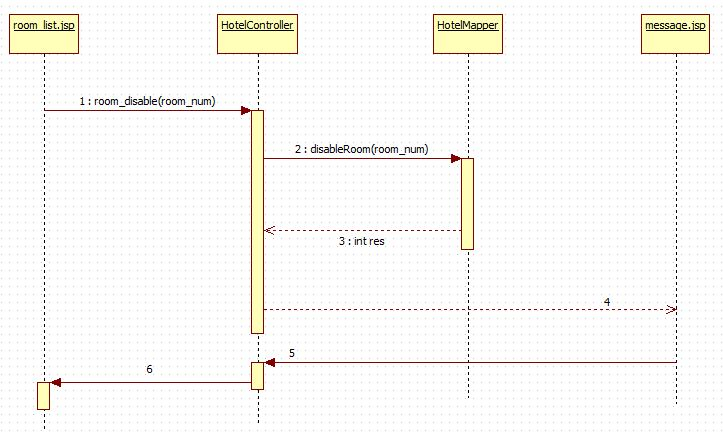 room_list.jsp
HotelController
HotelMapper
message.jsp
1 : room_disable(room_num)
2 : disableRoom(room_num)
3 : int res
4
5
6